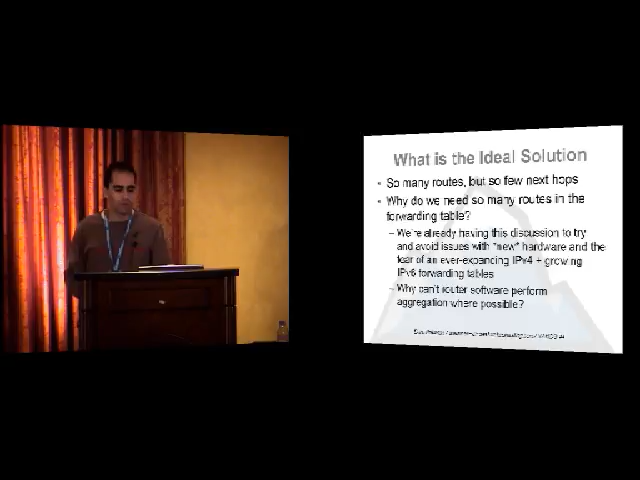 What is the Ideal Solution
• So many routes, but so few next hops
• Why do we need so many routes in the
forwarding table?
– We're already having this discussion to try
and avoid issues with "new" hardware and the
fear of an ever-expanding IPv4 + growing
IPv6 forwarding tables
– Why can't router software perform
aggregation where possible?